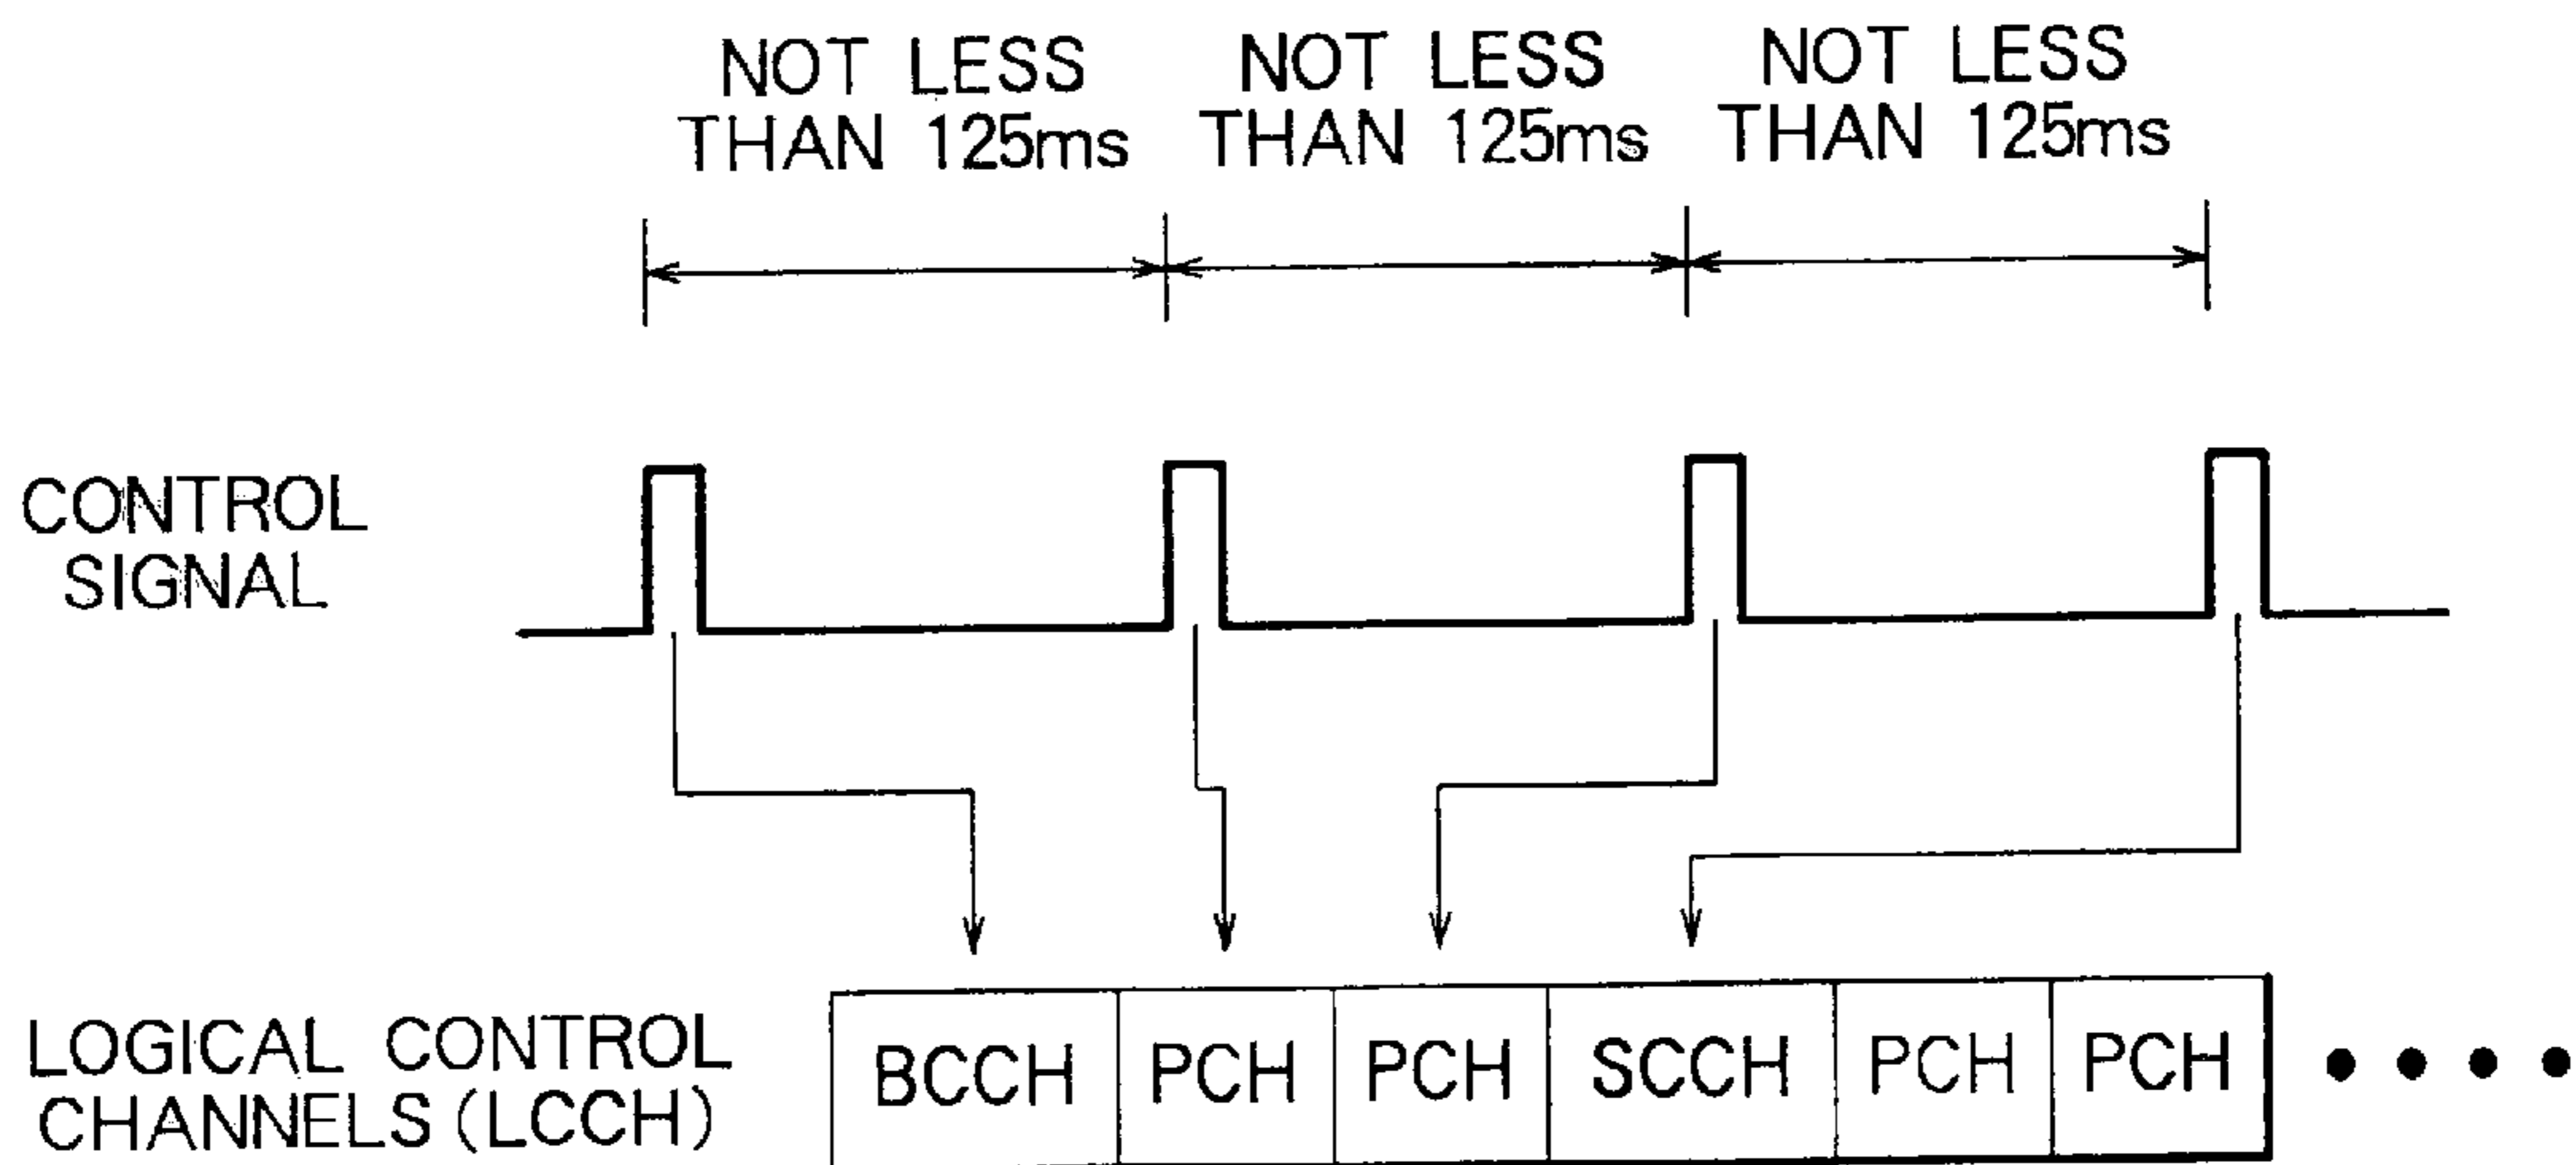 NOT LESS
THAN 125ms
NOT LESS
THAN 125ms
NOT LESS
THAN 125ms
CONTROL
SIGNAL
LOGICAL CONTROL
CHANNELS (LCCH)
BCCH PCH PCH SCCH PCH PCH